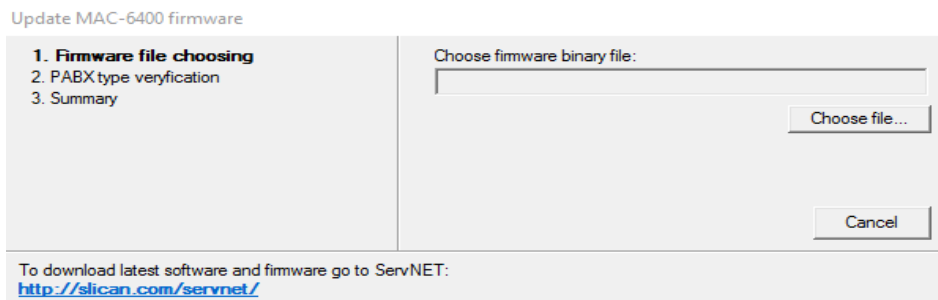 Update MAC-6400 firmware
1. Firmware file choosing
2. PABX type veryfication
3. Summary
Choose firmware binary file:
Choose file...
Cancel
To download latest software and firmware go to ServNET:
http://slican.com/servnet/